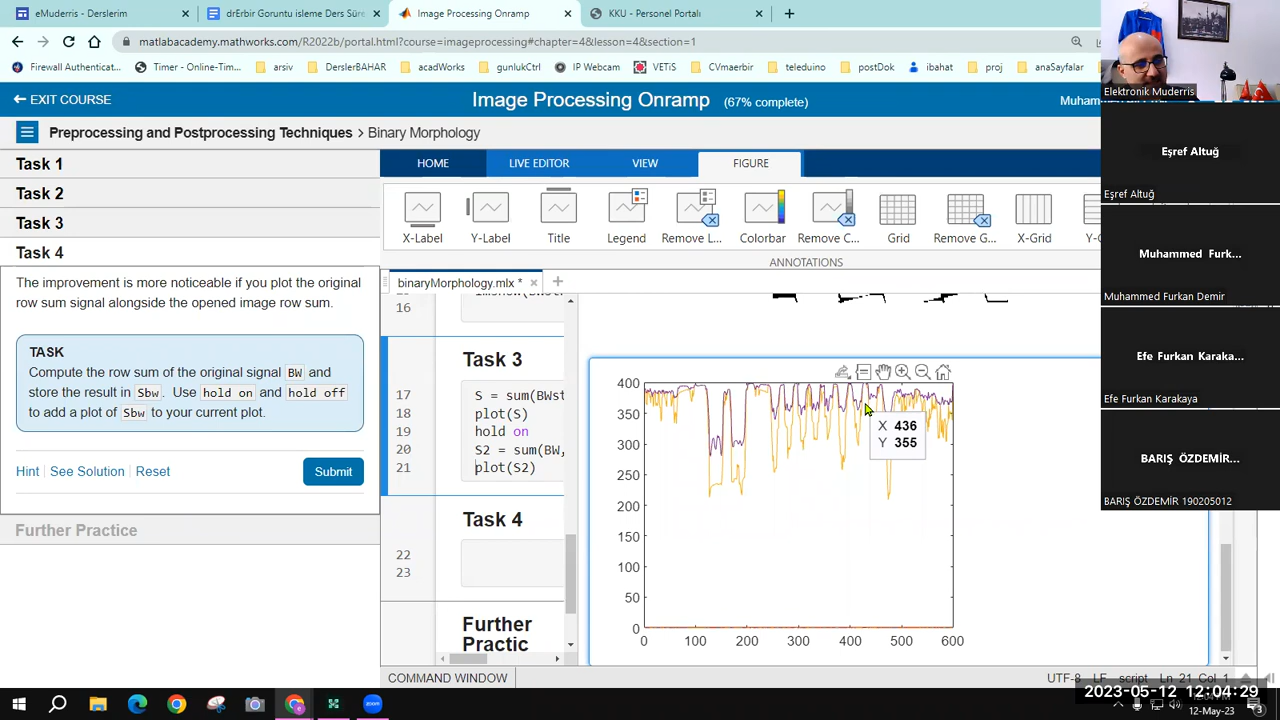 eMuderris – Derslerim
drErbir Goruntu isleme Ders Süre
Image Processing Onramp
KKU - Personel Portalı
matlabacademy.mathworks.com/R2022b/portal.html?course=imageprocessing#chapter=4&lesson=4&section=1
Firewall Authenticat...
Timer - Online-Tim...
arsiv
DerslerBAHAR
acadWorks
gunlukCtrl
IP Webcam
VETiS
CVmaerbir
teleduino
postDok
ibahat
proj
anaSayfalar
EXIT COURSE
Image Processing Onramp (67% complete)
Muham
Preprocessing and Postprocessing Techniques > Binary Morphology
Task 1
Task 2
Task 3
Task 4
The improvement is more noticeable if you plot the original
row sum signal alongside the opened image row sum.
TASK
Compute the row sum of the original signal BW and
store the result in Sbw. Use hold on and hold off
to add a plot of Sbw to your current plot.
Hint
See Solution
Reset
Submit
Further Practice
HOME
LIVE EDITOR
VIEW
FIGURE
X-Label
Y-Label
Title
Legend
Remove L...
Colorbar
Remove C...
Grid
Remove G...
X-Grid
ANNOTATIONS
binaryMorphology.mlx *
16
Task 3
17 S = sum(BWst
18 plot(S)
19 hold on
20 S2 = sum(BW,
21 plot(S2)
Task 4
22
23
Further
Practic
400
350
300
250
200
150
100
50
0
0 100 200 300 400 500 600
X 436
Y 355
COMMAND WINDOW
UTF-8 LF script Ln 21 Col 1
Elektronik Muderris
Eşref Altuğ
Eşref Altuğ
Muhammed Furk...
Muhammed Furkan Demir
Efe Furkan Karaka...
Efe Furkan Karakaya
BARIŞ ÖZDEMİR...
BARIŞ ÖZDEMİR 190205012
2023-05-12 12:04:29
12-May-23
3